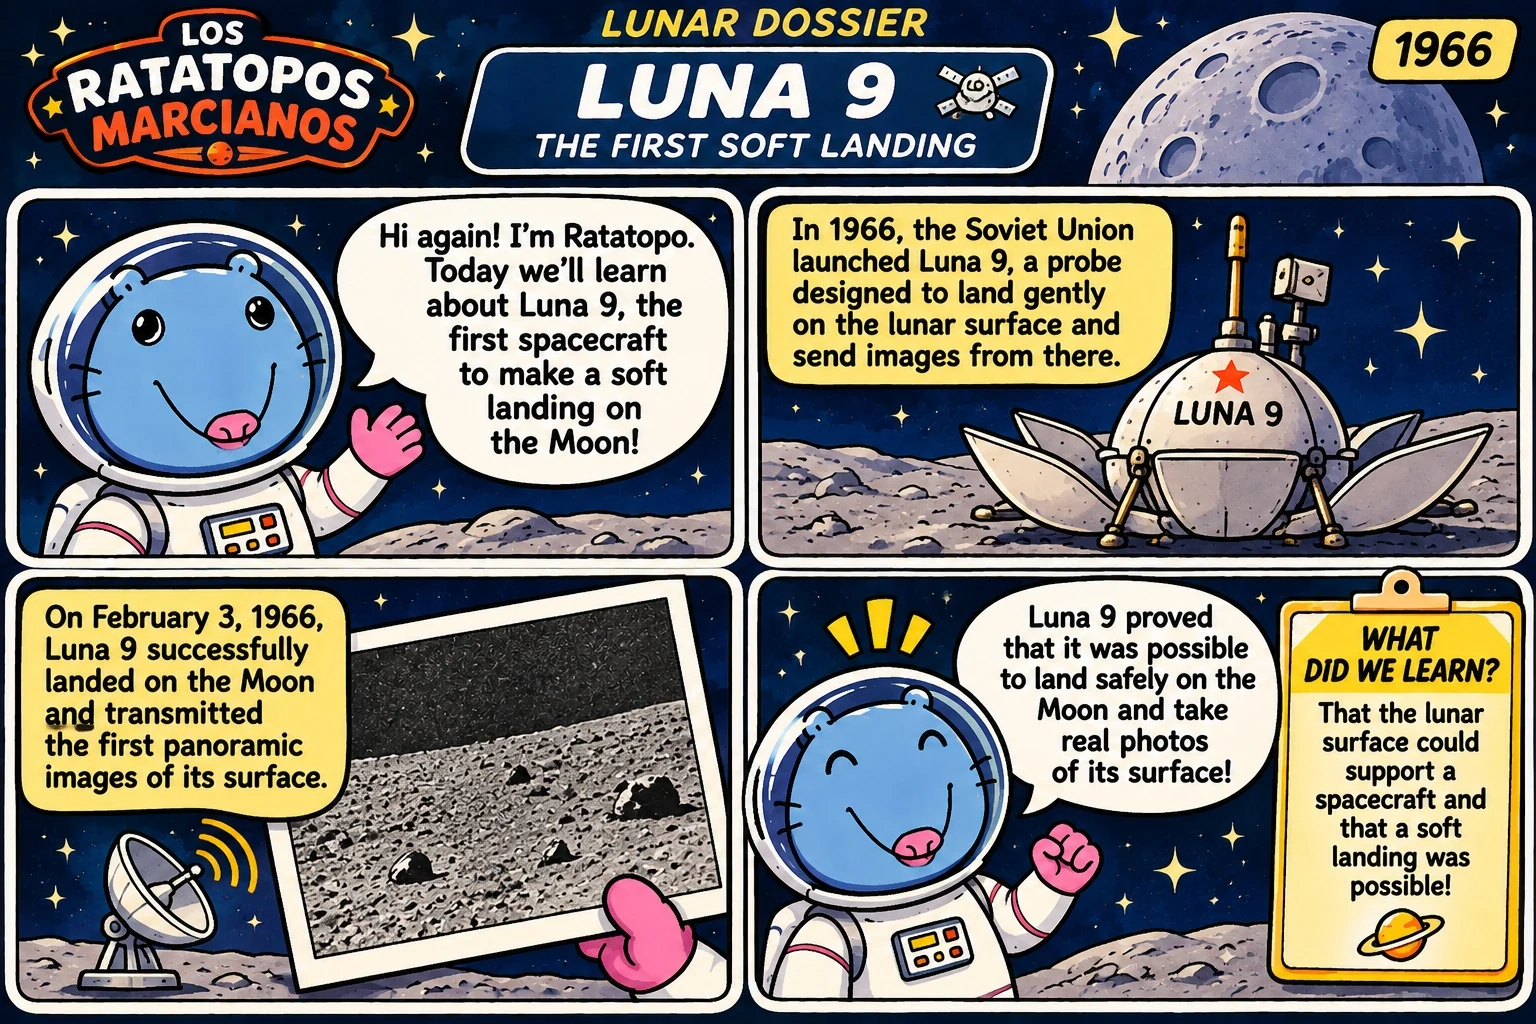 LOS
RATATOPOS
MARCIANOS
LUNAR DOSSIER
LUNA 9
THE FIRST SOFT LANDING
1966
Hi again! I'm Ratatopo.
Today we'll learn
about Luna 9, the
first spacecraft
to make a soft
landing on
the Moon!
In 1966, the Soviet Union
launched Luna 9, a probe
designed to land gently
on the lunar surface and
send images from there.
LUNA 9
On February 3, 1966,
Luna 9 successfully
landed on the Moon
and transmitted
the first panoramic
images of its surface.
Luna 9 proved
that it was possible
to land safely on the
Moon and take
real photos
of its surface!
WHAT
DID WE LEARN?
That the lunar
surface could
support a
spacecraft and
that a soft
landing was
possible!